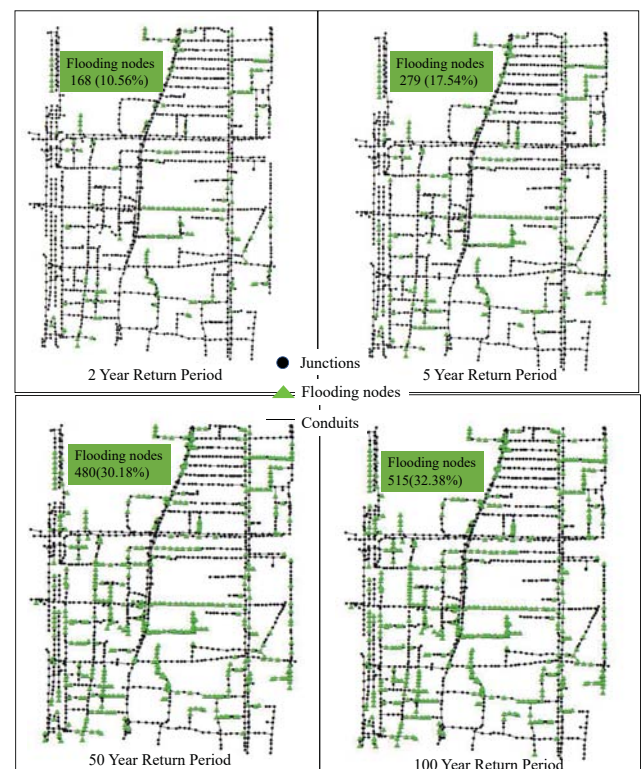 Flooding nodes
168 (10.56%)
Flooding nodes
279 (17.54%)
2 Year Return Period
5 Year Return Period
Junctions
Flooding nodes
Conduits
Flooding nodes
480(30.18%)
Flooding nodes
515(32.38%)
50 Year Return Period
100 Year Return Period